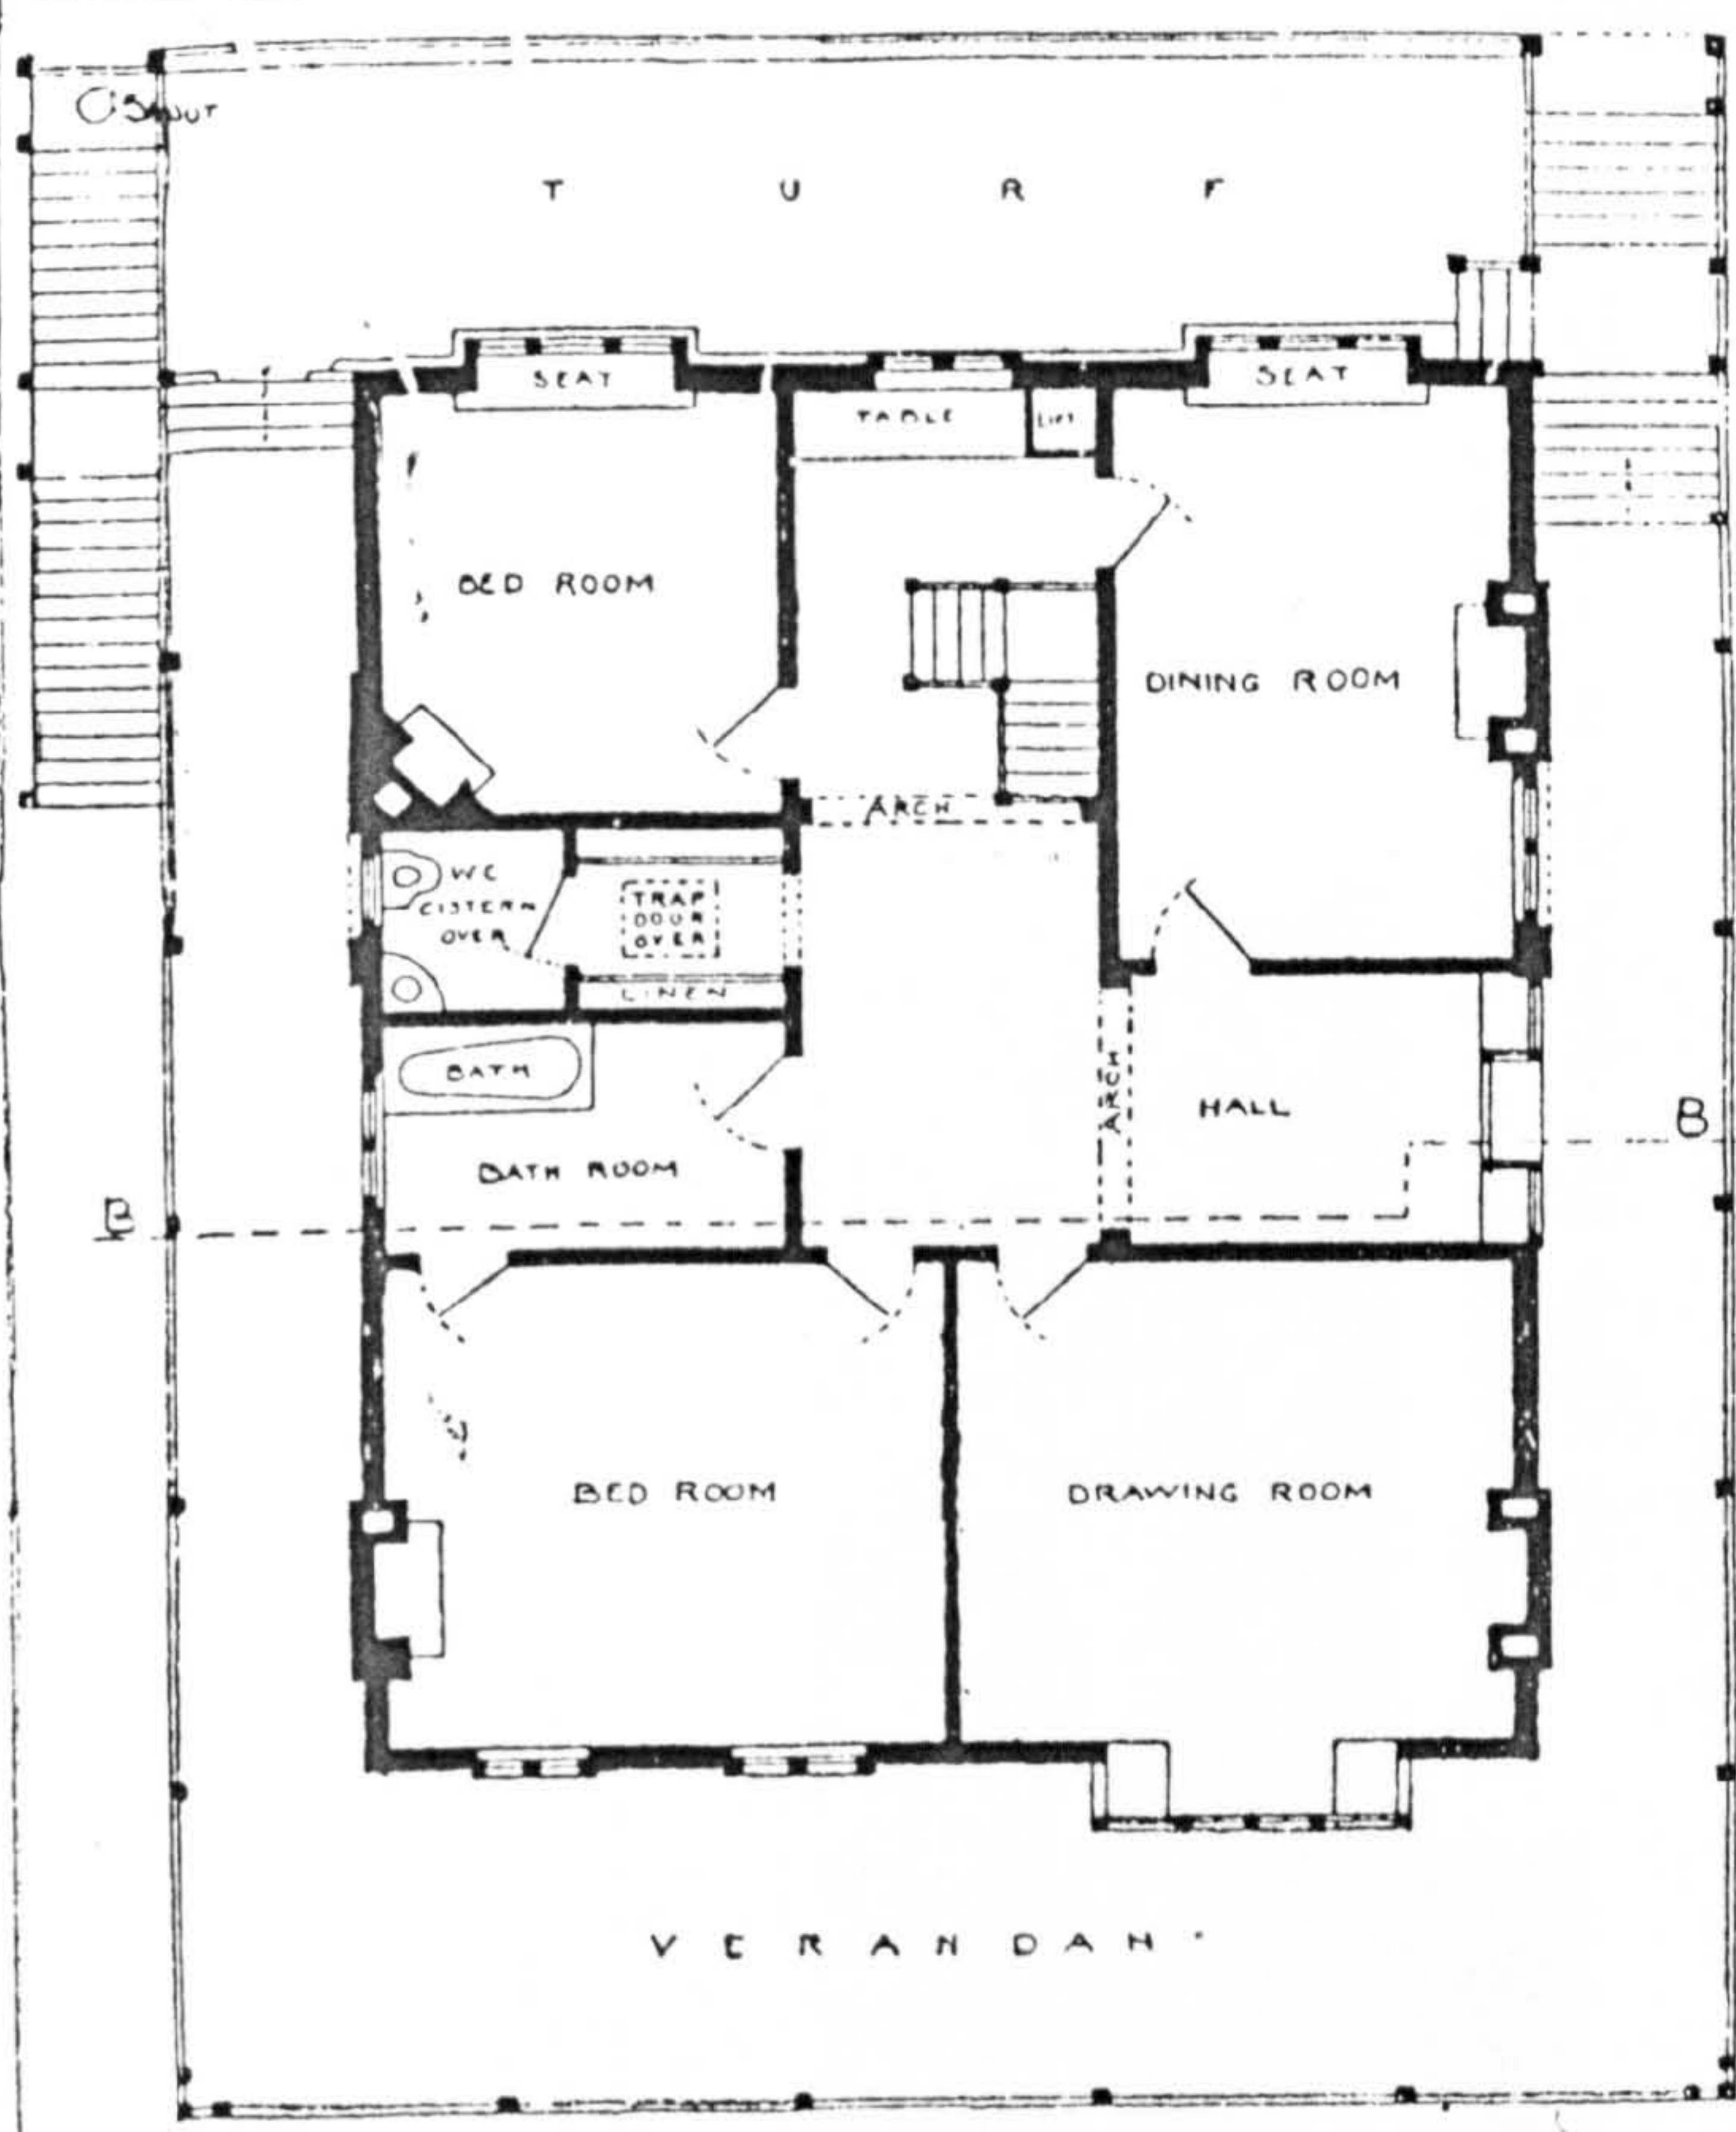 T U R F
SEAT
SEAT
TABLE
LIFT
BED ROOM
DINING ROOM
ARCH
WC
CISTERN
OVER
TRAP
DOOR
OVER
LINEN
BATH
ARCH
HALL
B
BATH ROOM
B
BED ROOM
DRAWING ROOM
VERANDAH